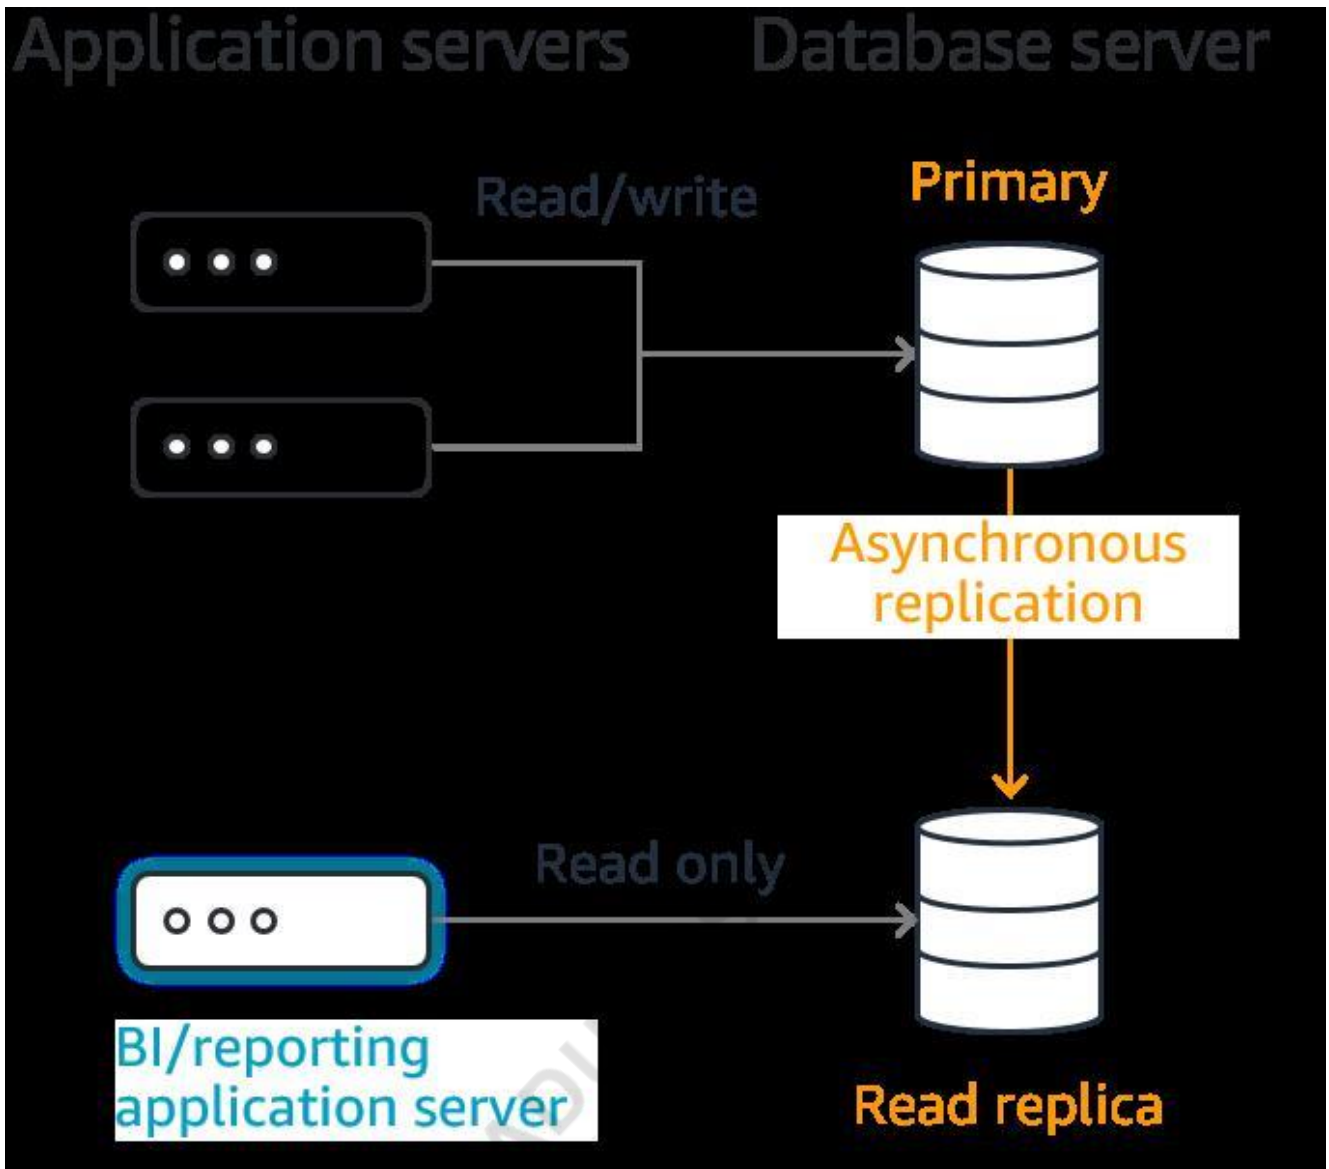 Application servers
Database server
Read/write
Primary
Asynchronous
replication
Read only
BI/reporting
application server
Read replica